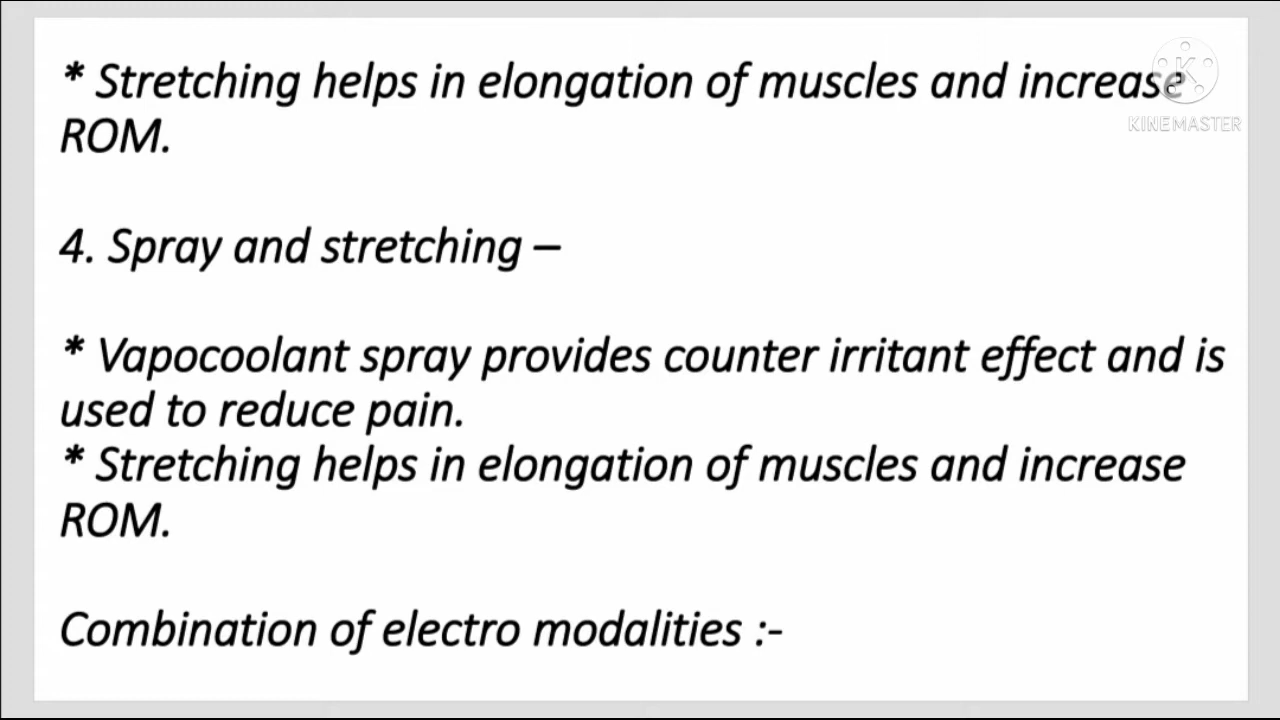 * Stretching helps in elongation of muscles and increase
ROM.
KINEMASTER
4. Spray and stretching –
* Vapocoolant spray provides counter irritant effect and is
used to reduce pain.
* Stretching helps in elongation of muscles and increase
ROM.
Combination of electro modalities :-